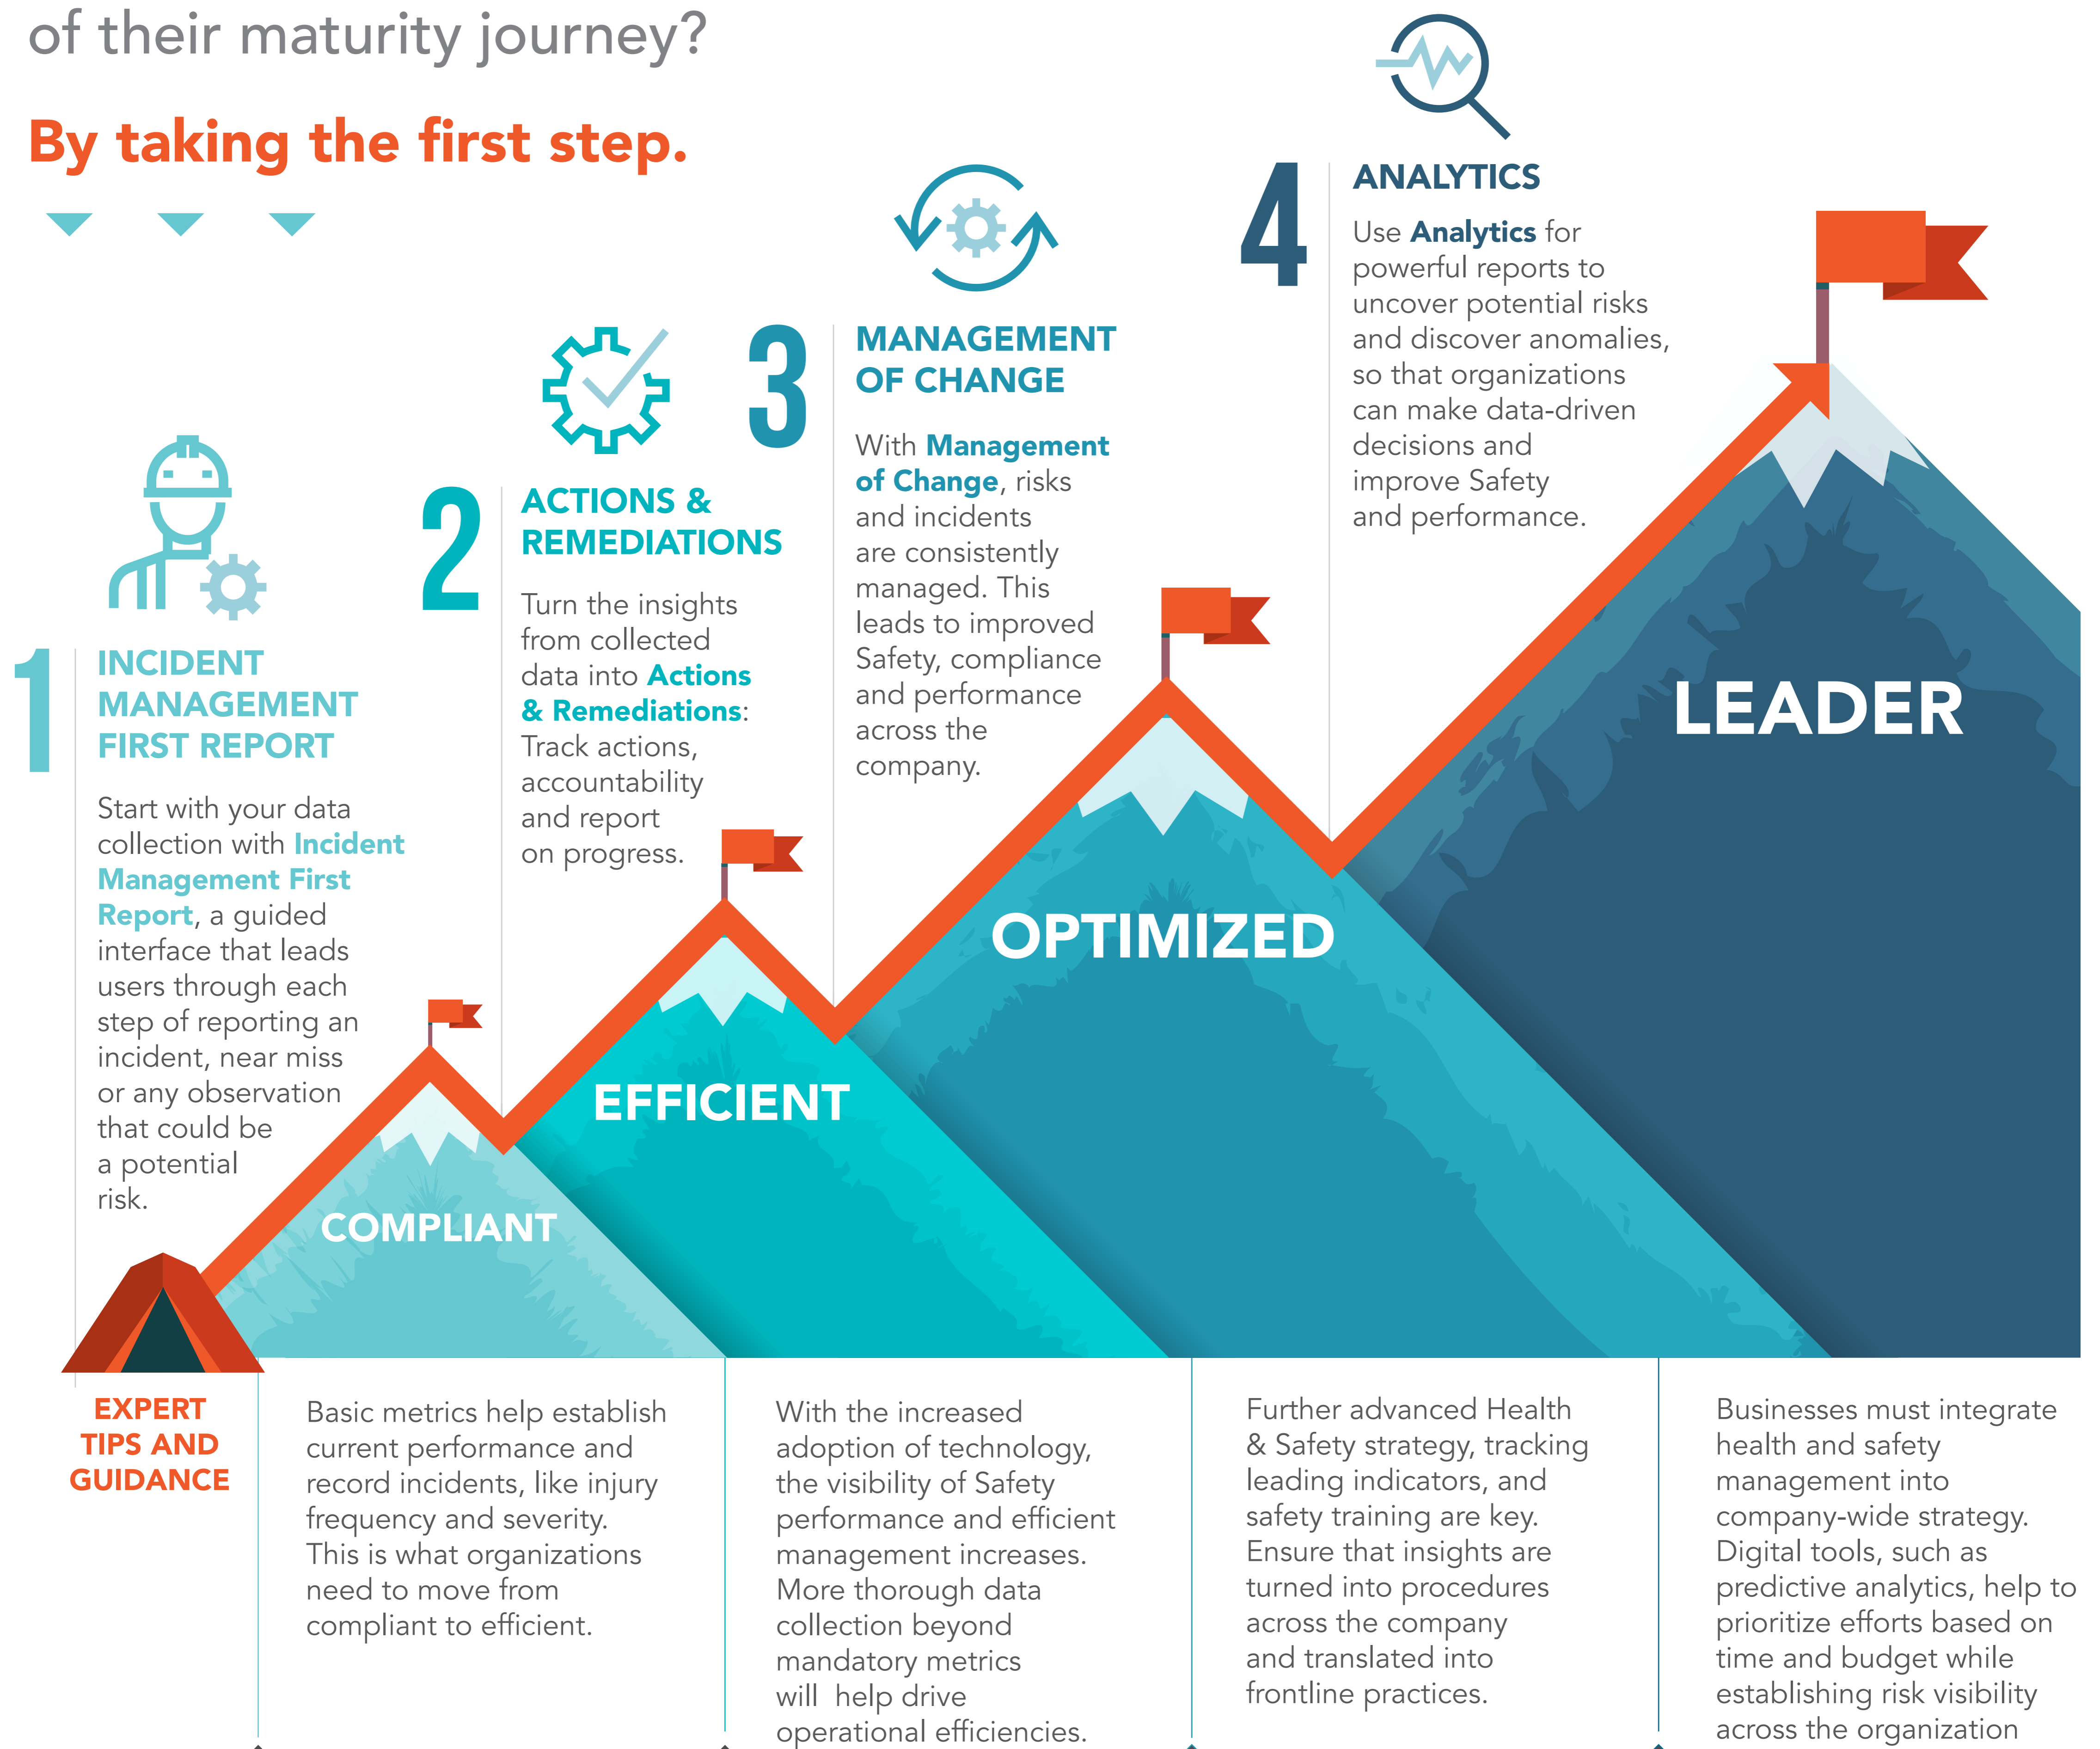 of their maturity journey?
By taking the first step.
1
INCIDENT
MANAGEMENT
FIRST REPORT
Start with your data
collection with Incident
Management First
Report, a guided
interface that leads
users through each
step of reporting an
incident, near miss
or any observation
that could be
a potential
risk.
2
ACTIONS &
REMEDIATIONS
Turn the insights
from collected
data into Actions
& Remediations:
Track actions,
accountability
and report
on progress.
3
MANAGEMENT
OF CHANGE
With Management
of Change, risks
and incidents
are consistently
managed. This
leads to improved
Safety, compliance
and performance
across the
company.
4
ANALYTICS
Use Analytics for
powerful reports to
uncover potential risks
and discover anomalies,
so that organizations
can make data-driven
decisions and
improve Safety
and performance.
COMPLIANT
EFFICIENT
OPTIMIZED
LEADER
EXPERT
TIPS AND
GUIDANCE
Basic metrics help establish
current performance and
record incidents, like injury
frequency and severity.
This is what organizations
need to move from
compliant to efficient.
With the increased
adoption of technology,
the visibility of Safety
performance and efficient
management increases.
More thorough data
collection beyond
mandatory metrics
will  help drive
operational efficiencies.
Further advanced Health
& Safety strategy, tracking
leading indicators, and
safety training are key.
Ensure that insights are
turned into procedures
across the company
and translated into
frontline practices.
Businesses must integrate
health and safety
management into
company-wide strategy.
Digital tools, such as
predictive analytics, help to
prioritize efforts based on
time and budget while
establishing risk visibility
across the organization